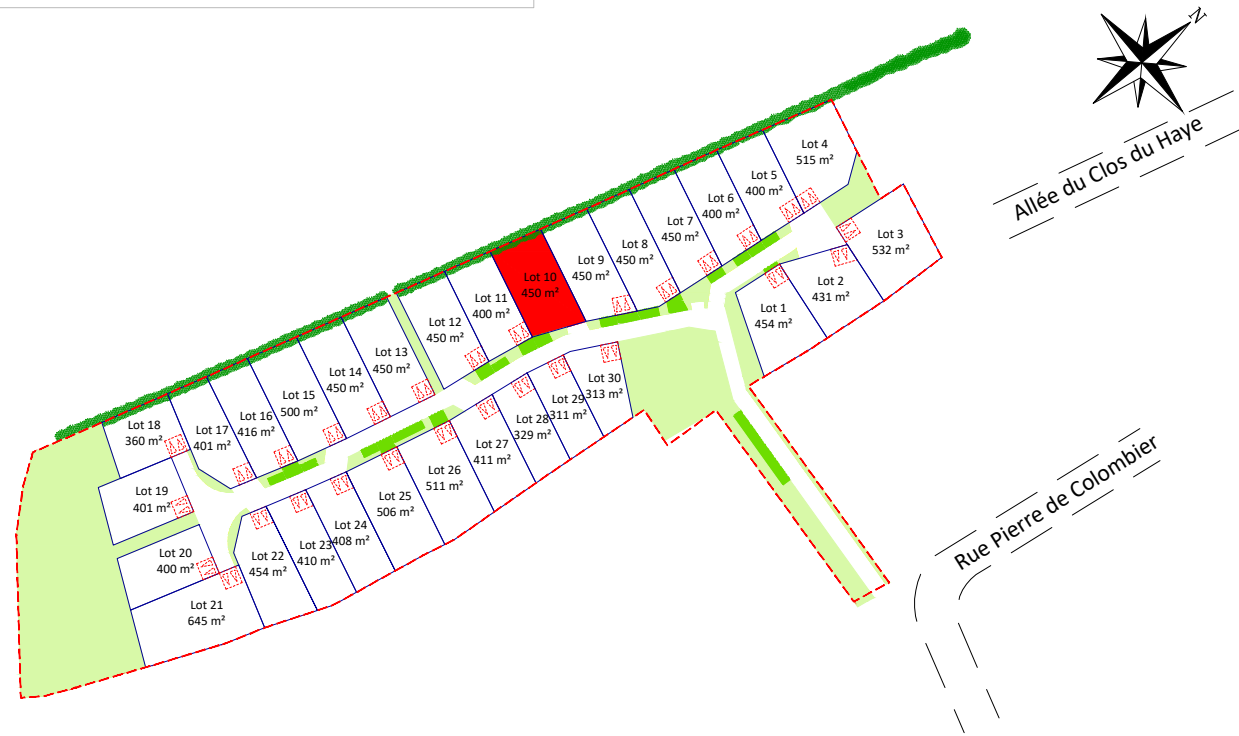 N
Allée du Clos du Haye
Lot 4
515 m²
Lot 5
400 m²
Lot 6
400 m²
Lot 7
450 m²
Lot 8
450 m²
Lot 9
450 m²
Lot 10
450 m²
Lot 11
400 m²
Lot 12
450 m²
Lot 13
450 m²
Lot 14
450 m²
Lot 15
500 m²
Lot 16
416 m²
Lot 17
401 m²
Lot 18
360 m²
Lot 19
401 m²
Lot 20
400 m²
Lot 21
645 m²
Lot 22
454 m²
Lot 23
410 m²
Lot 24
408 m²
Lot 25
506 m²
Lot 26
511 m²
Lot 27
411 m²
Lot 28
329 m²
Lot 29
311 m²
Lot 30
313 m²
Lot 1
454 m²
Lot 2
431 m²
Lot 3
532 m²
Rue Pierre de Colombier